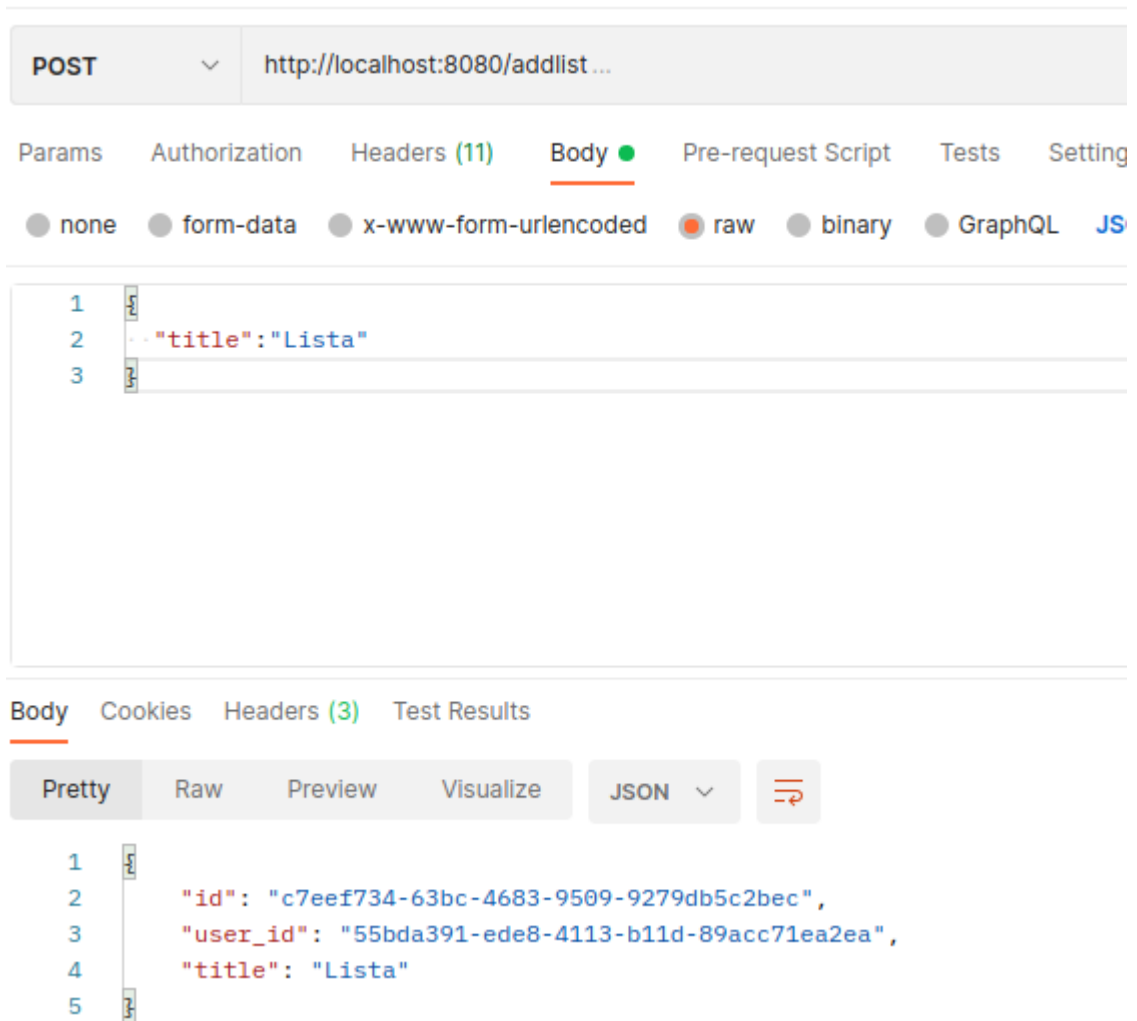 POST http://localhost:8080/addlist ...
Params Authorization Headers (11) Body Pre-request Script Tests Setting
none form-data x-www-form-urlencoded raw binary GraphQL
1 {
2 "title":"Lista"
3 }
Body Cookies Headers (3) Test Results
Pretty Raw Preview Visualize JSON
1 {
2 "id": "c7eef734-63bc-4683-9509-9279db5c2bec",
3 "user_id": "55bda391-ede8-4113-b11d-89acc71ea2ea",
4 "title": "Lista"
5 }